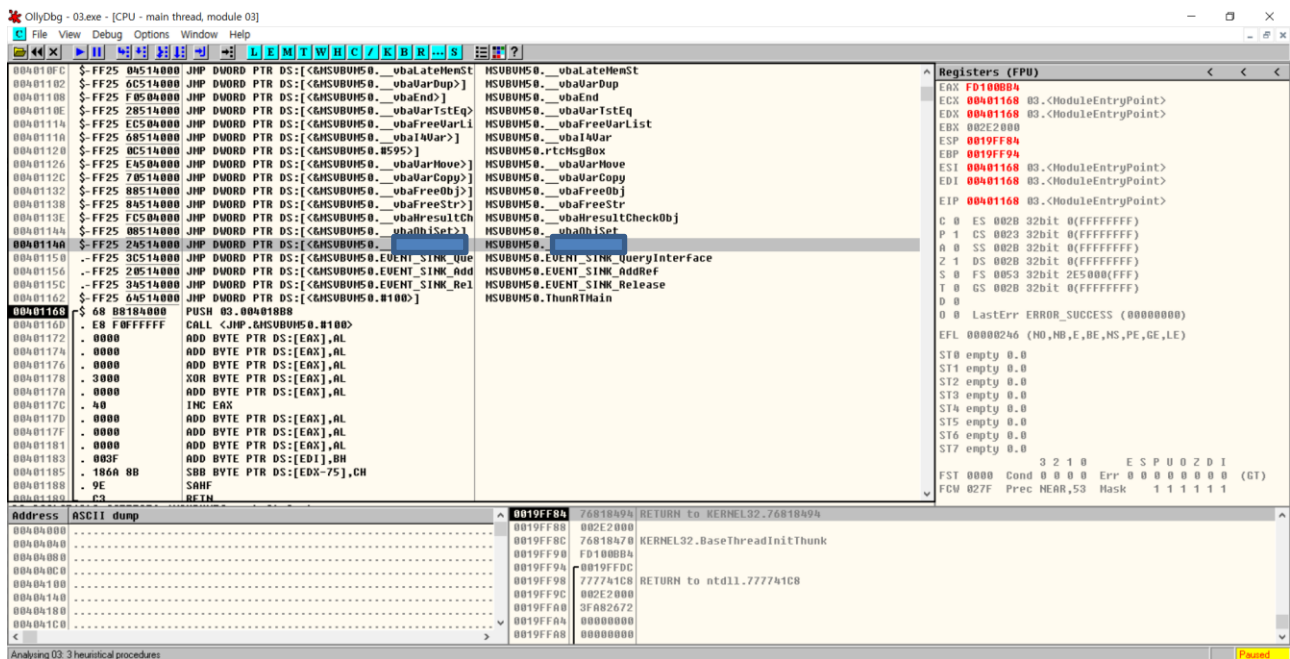 OllyDbg - 03.exe - [CPU - main thread, module 03]
C File View Debug Options Window Help
L E M T W H C / K B R ... S ?
004010FC $-FF25 04514000 JMP DWORD PTR DS:[<&MSVBVM50.__vbaLateMemSt MSVBVM50.__vbaLateMemSt
00401102 $-FF25 6C514000 JMP DWORD PTR DS:[<&MSVBVM50.__vbaVarDup>] MSVBVM50.__vbaVarDup
00401108 $-FF25 F0504000 JMP DWORD PTR DS:[<&MSVBVM50.__vbaEnd>] MSVBVM50.__vbaEnd
0040110E $-FF25 28514000 JMP DWORD PTR DS:[<&MSVBVM50.__vbaVarTstEq> MSVBVM50.__vbaVarTstEq
00401114 $-FF25 EC504000 JMP DWORD PTR DS:[<&MSVBVM50.__vbaFreeVarLi MSVBVM50.__vbaFreeVarList
0040111A $-FF25 68514000 JMP DWORD PTR DS:[<&MSVBVM50.__vbaI4Var>] MSVBVM50.__vbaI4Var
00401120 $-FF25 0C514000 JMP DWORD PTR DS:[<&MSVBVM50.#595>] MSVBVM50.rtcMsgBox
00401126 $-FF25 E4504000 JMP DWORD PTR DS:[<&MSVBVM50.__vbaVarMove>] MSVBVM50.__vbaVarMove
0040112C $-FF25 70514000 JMP DWORD PTR DS:[<&MSVBVM50.__vbaVarCopy>] MSVBVM50.__vbaVarCopy
00401132 $-FF25 88514000 JMP DWORD PTR DS:[<&MSVBVM50.__vbaFreeObj>] MSVBVM50.__vbaFreeObj
00401138 $-FF25 84514000 JMP DWORD PTR DS:[<&MSVBVM50.__vbaFreeStr>] MSVBVM50.__vbaFreeStr
0040113E $-FF25 FC504000 JMP DWORD PTR DS:[<&MSVBVM50.__vbaHresultCh MSVBVM50.__vbaHresultCheckObj
00401144 $-FF25 08514000 JMP DWORD PTR DS:[<&MSVBVM50.__vbaObjSet>] MSVBVM50.__vbaObjSet
0040114A $-FF25 24514000 JMP DWORD PTR DS:[<&MSVBVM50.__ MSVBVM50.__
00401150 .-FF25 3C514000 JMP DWORD PTR DS:[<&MSVBVM50.EVENT_SINK_Que MSVBVM50.EVENT_SINK_QueryInterface
00401156 .-FF25 20514000 JMP DWORD PTR DS:[<&MSVBVM50.EVENT_SINK_Add MSVBVM50.EVENT_SINK_AddRef
0040115C .-FF25 34514000 JMP DWORD PTR DS:[<&MSVBVM50.EVENT_SINK_Rel MSVBVM50.EVENT_SINK_Release
00401162 $-FF25 64514000 JMP DWORD PTR DS:[<&MSVBVM50.#100>] MSVBVM50.ThunRTMain
00401168 $ 68 B8184000 PUSH 03.004018B8
0040116D . E8 F0FFFFFF CALL <JMP.&MSVBVM50.#100>
00401172 . 0000 ADD BYTE PTR DS:[EAX],AL
00401174 . 0000 ADD BYTE PTR DS:[EAX],AL
00401176 . 0000 ADD BYTE PTR DS:[EAX],AL
00401178 . 3000 XOR BYTE PTR DS:[EAX],AL
0040117A . 0000 ADD BYTE PTR DS:[EAX],AL
0040117C . 40 INC EAX
0040117D . 0000 ADD BYTE PTR DS:[EAX],AL
0040117F . 0000 ADD BYTE PTR DS:[EAX],AL
00401181 . 0000 ADD BYTE PTR DS:[EAX],AL
00401183 . 003F ADD BYTE PTR DS:[EDI],BH
00401185 . 186A 8B SBB BYTE PTR DS:[EDX-75],CH
00401188 . 9E SAHF
00401189 . C3 RETN
Registers (FPU) < < <
EAX FD100BB4
ECX 00401168 03.<ModuleEntryPoint>
EDX 00401168 03.<ModuleEntryPoint>
EBX 002E2000
ESP 0019FF84
EBP 0019FF94
ESI 00401168 03.<ModuleEntryPoint>
EDI 00401168 03.<ModuleEntryPoint>
EIP 00401168 03.<ModuleEntryPoint>
C 0 ES 002B 32bit 0(FFFFFFFF)
P 1 CS 0023 32bit 0(FFFFFFFF)
A 0 SS 002B 32bit 0(FFFFFFFF)
Z 1 DS 002B 32bit 0(FFFFFFFF)
S 0 FS 0053 32bit 2E5000(FFF)
T 0 GS 002B 32bit 0(FFFFFFFF)
D 0
O 0 LastErr ERROR_SUCCESS (00000000)
EFL 00000246 (NO,NB,E,BE,NS,PE,GE,LE)
ST0 empty 0.0
ST1 empty 0.0
ST2 empty 0.0
ST3 empty 0.0
ST4 empty 0.0
ST5 empty 0.0
ST6 empty 0.0
ST7 empty 0.0
3 2 1 0 E S P U O Z D I
FST 0000 Cond 0 0 0 0 Err 0 0 0 0 0 0 0 0 (GT)
FCW 027F Prec NEAR,53 Mask 1 1 1 1 1 1
Address ASCII dump
00404000 ................................
00404040 ................................
00404080 ................................
004040C0 ................................
00404100 ................................
00404140 ................................
00404180 ................................
004041C0 ................................
0019FF84 76818494 RETURN to KERNEL32.76818494
0019FF88 002E2000
0019FF8C 76818470 KERNEL32.BaseThreadInitThunk
0019FF90 FD100BB4
0019FF94 0019FFDC
0019FF98 777741C8 RETURN to ntdll.777741C8
0019FF9C 002E2000
0019FFA0 3FA82672
0019FFA4 00000000
0019FFA8 00000000
Analysing 03: 3 heuristical procedures
Paused